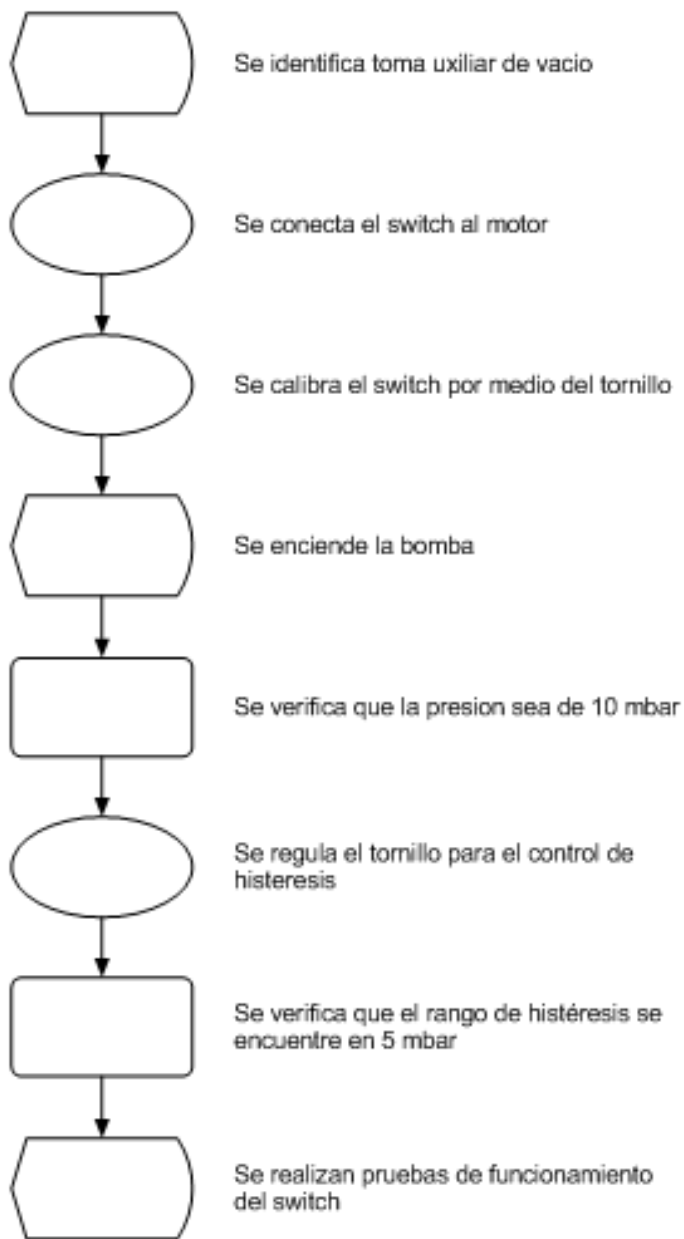 Se identifica toma uxiliar de vacio
Se conecta el switch al motor
Se calibra el switch por medio del tornillo
Se enciende la bomba
Se verifica que la presion sea de 10 mbar
Se regula el tornillo para el control de
histeresis
Se verifica que el rango de histéresis se
encuentre en 5 mbar
Se realizan pruebas de funcionamiento
del switch